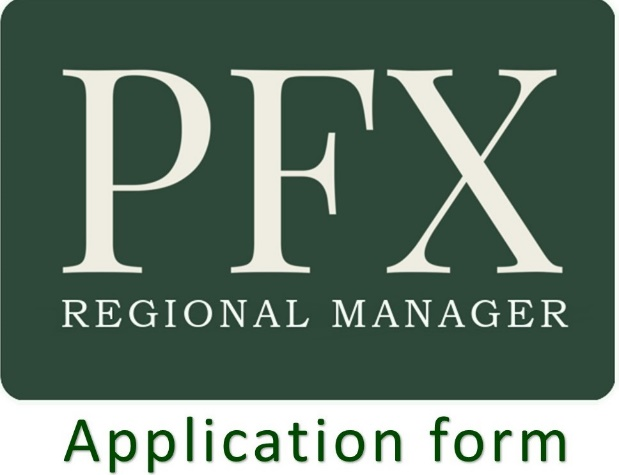 PFX
REGIONAL MANAGER
Application form